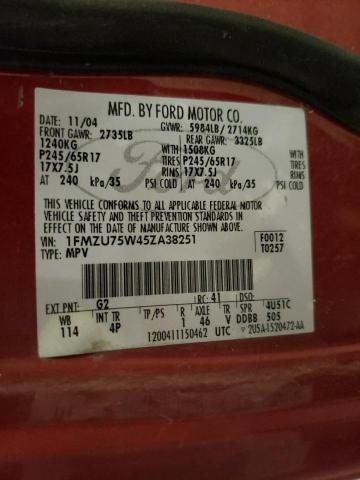 MFD. BY FORD MOTOR CO.
DATE: 11/04 GVWR: 5984LB/ 2714KG
FRONT GAWR: 2735LB REAR GAWR: 3325LB
1240KG WITH 1508KG WITH
P245/65R17 TIRES P245/65R17 TIRES
17X7.5J RIMS 17X7.5J RIMS
AT 240 kPa/35 PSI COLD AT 240 kPa/35 PSI COLD
THIS VEHICLE CONFORMS TO ALL APPLICABLE FEDERAL MOTOR VEHICLE
SAFETY AND BUMPER STANDARDS IN EFFECT ON THE DATE OF MANUFACTURE
SHOWN ABOVE.
VIN: 1FMZU75W45ZA38251 F0012
TYPE: MPV T0257
Ford
EXT PNT: G2 RC: 41 DSO:
WB INT TR TP/PS R AXLE TR SPR 4U51C
114 4P 1 46 V DDBB 505
1200411150462 UTC ▽ 2U5A-1520472-AA